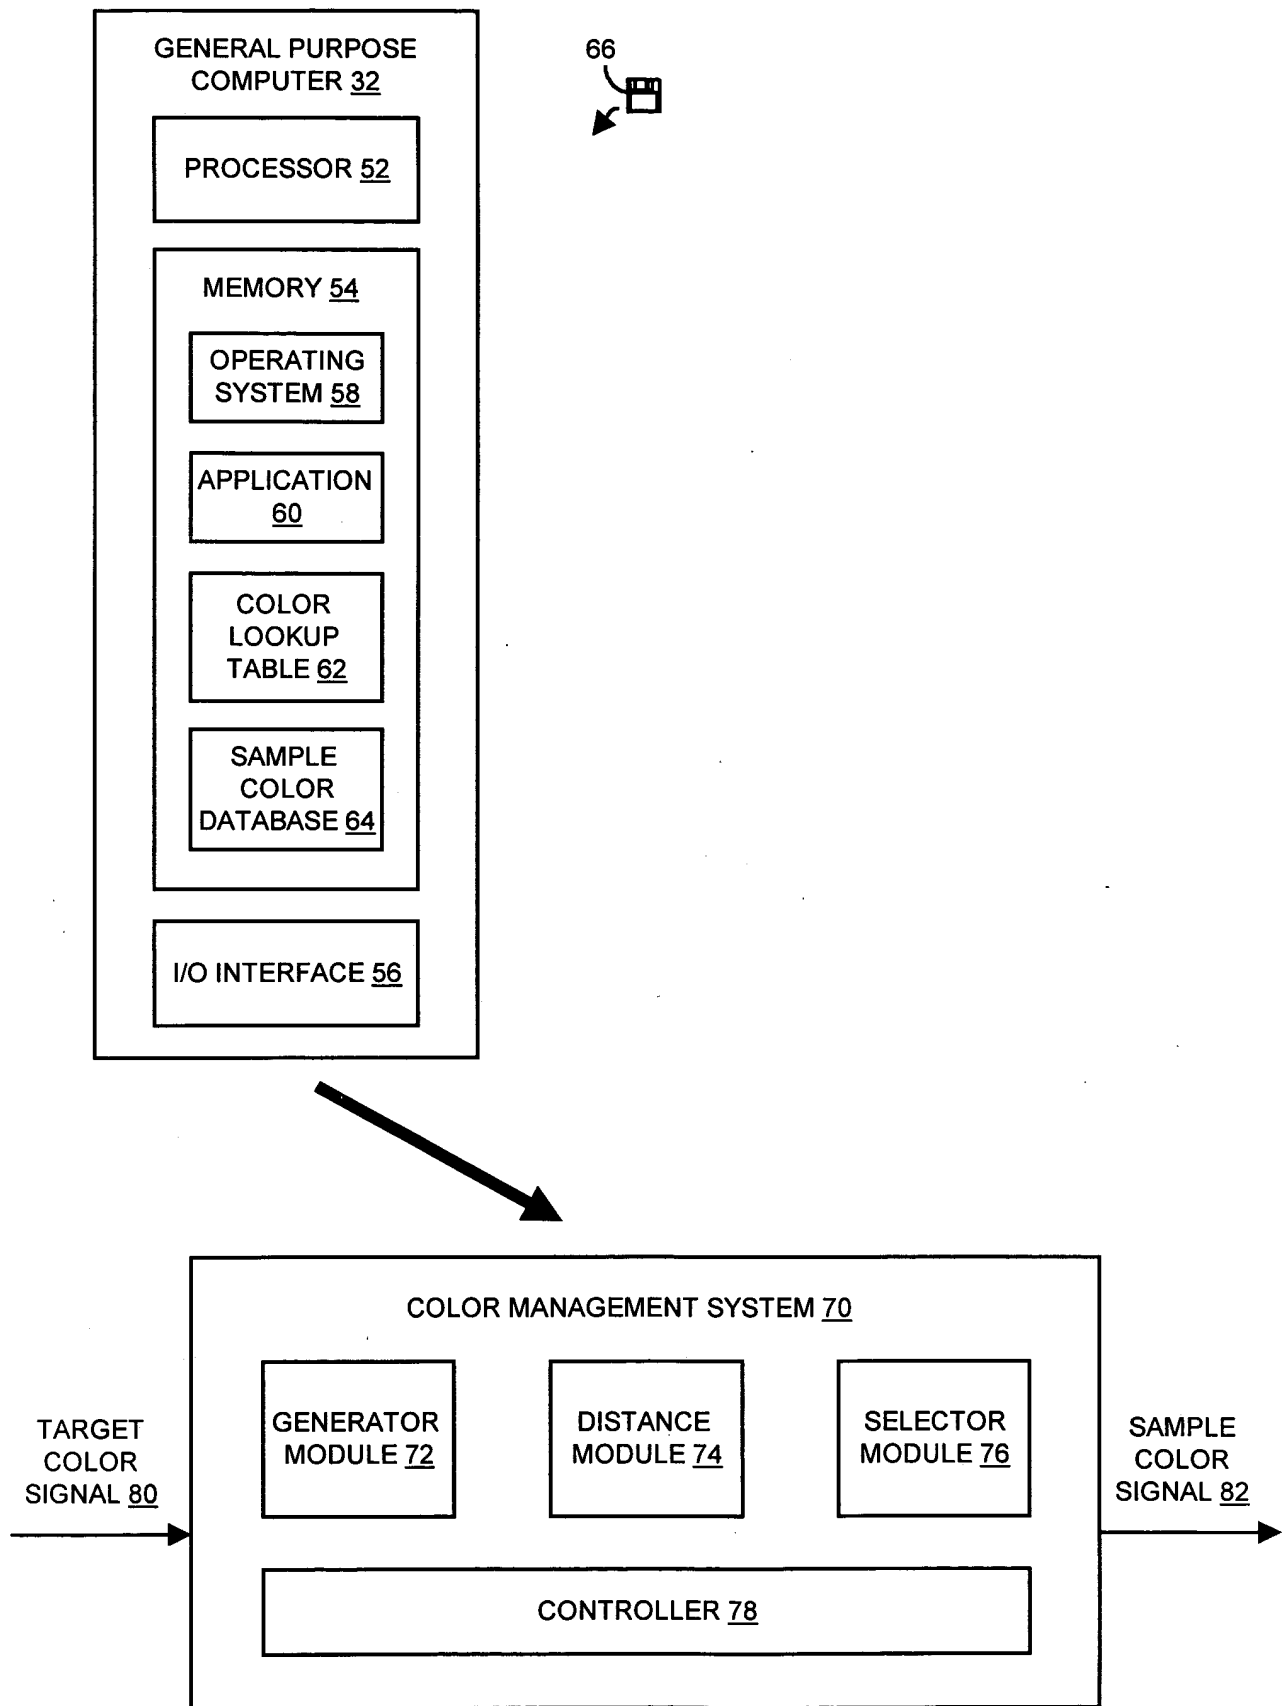 GENERAL PURPOSE
COMPUTER 32
66
PROCESSOR 52
MEMORY 54
OPERATING
SYSTEM 58
APPLICATION
60
COLOR
LOOKUP
TABLE 62
SAMPLE
COLOR
DATABASE 64
I/O INTERFACE 56
COLOR MANAGEMENT SYSTEM 70
TARGET
COLOR
SIGNAL 80
GENERATOR
MODULE 72
DISTANCE
MODULE 74
SELECTOR
MODULE 76
SAMPLE
COLOR
SIGNAL 82
CONTROLLER 78